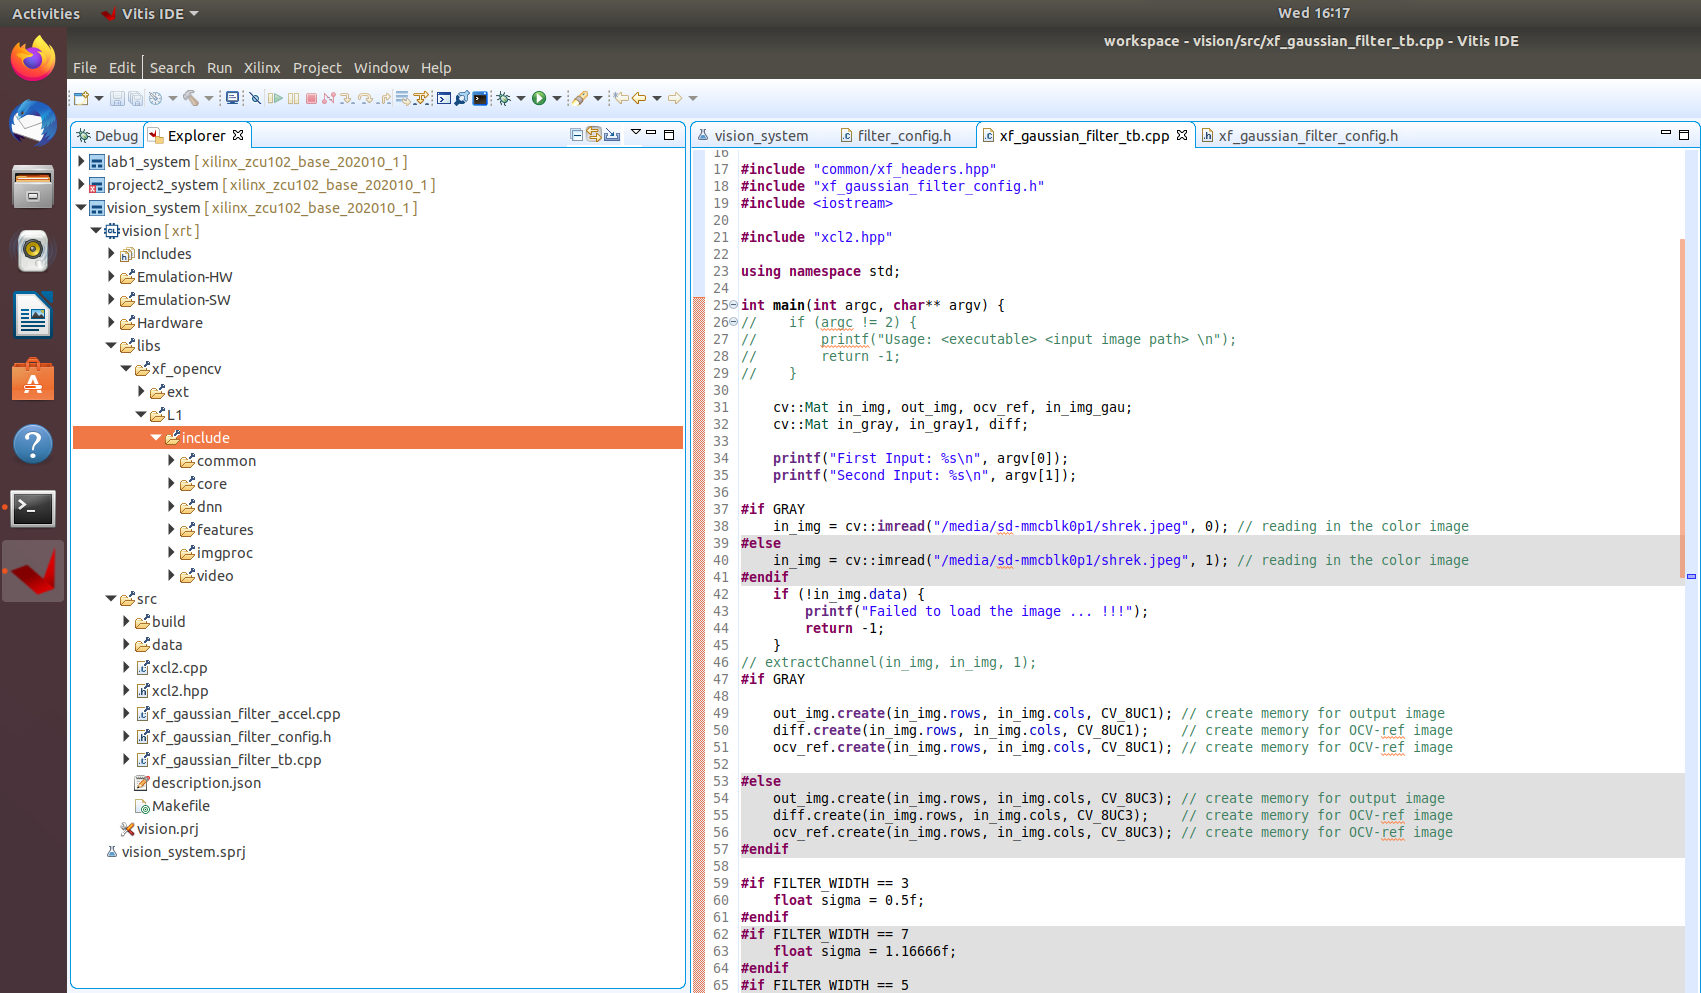 Activities Vitis IDE Wed 16:17
workspace - vision/src/xf_gaussian_filter_tb.cpp - Vitis IDE
File Edit Search Run Xilinx Project Window Help
Debug Explorer
lab1_system [ xilinx_zcu102_base_202010_1 ]
project2_system [ xilinx_zcu102_base_202010_1 ]
vision_system [ xilinx_zcu102_base_202010_1 ]
vision [ xrt ]
Includes
Emulation-HW
Emulation-SW
Hardware
libs
xf_opencv
ext
L1
include
common
core
dnn
features
imgproc
video
src
build
data
xcl2.cpp
xcl2.hpp
xf_gaussian_filter_accel.cpp
xf_gaussian_filter_config.h
xf_gaussian_filter_tb.cpp
description.json
Makefile
vision.prj
vision_system.sprj
vision_system filter_config.h xf_gaussian_filter_tb.cpp xf_gaussian_filter_config.h
16
17 #include "common/xf_headers.hpp"
18 #include "xf_gaussian_filter_config.h"
19 #include <iostream>
20
21 #include "xcl2.hpp"
22
23 using namespace std;
24
25 int main(int argc, char** argv) {
26 //    if (argc != 2) {
27 //        printf("Usage: <executable> <input image path> \n");
28 //        return -1;
29 //    }
30
31     cv::Mat in_img, out_img, ocv_ref, in_img_gau;
32     cv::Mat in_gray, in_gray1, diff;
33
34     printf("First Input: %s\n", argv[0]);
35     printf("Second Input: %s\n", argv[1]);
36
37 #if GRAY
38     in_img = cv::imread("/media/sd-mmcblk0p1/shrek.jpeg", 0); // reading in the color image
39 #else
40     in_img = cv::imread("/media/sd-mmcblk0p1/shrek.jpeg", 1); // reading in the color image
41 #endif
42     if (!in_img.data) {
43         printf("Failed to load the image ... !!!");
44         return -1;
45     }
46 // extractChannel(in_img, in_img, 1);
47 #if GRAY
48
49     out_img.create(in_img.rows, in_img.cols, CV_8UC1); // create memory for output image
50     diff.create(in_img.rows, in_img.cols, CV_8UC1);    // create memory for OCV-ref image
51     ocv_ref.create(in_img.rows, in_img.cols, CV_8UC1); // create memory for OCV-ref image
52
53 #else
54     out_img.create(in_img.rows, in_img.cols, CV_8UC3); // create memory for output image
55     diff.create(in_img.rows, in_img.cols, CV_8UC3);    // create memory for OCV-ref image
56     ocv_ref.create(in_img.rows, in_img.cols, CV_8UC3); // create memory for OCV-ref image
57 #endif
58
59 #if FILTER_WIDTH == 3
60     float sigma = 0.5f;
61 #endif
62 #if FILTER_WIDTH == 7
63     float sigma = 1.16666f;
64 #endif
65 #if FILTER_WIDTH == 5